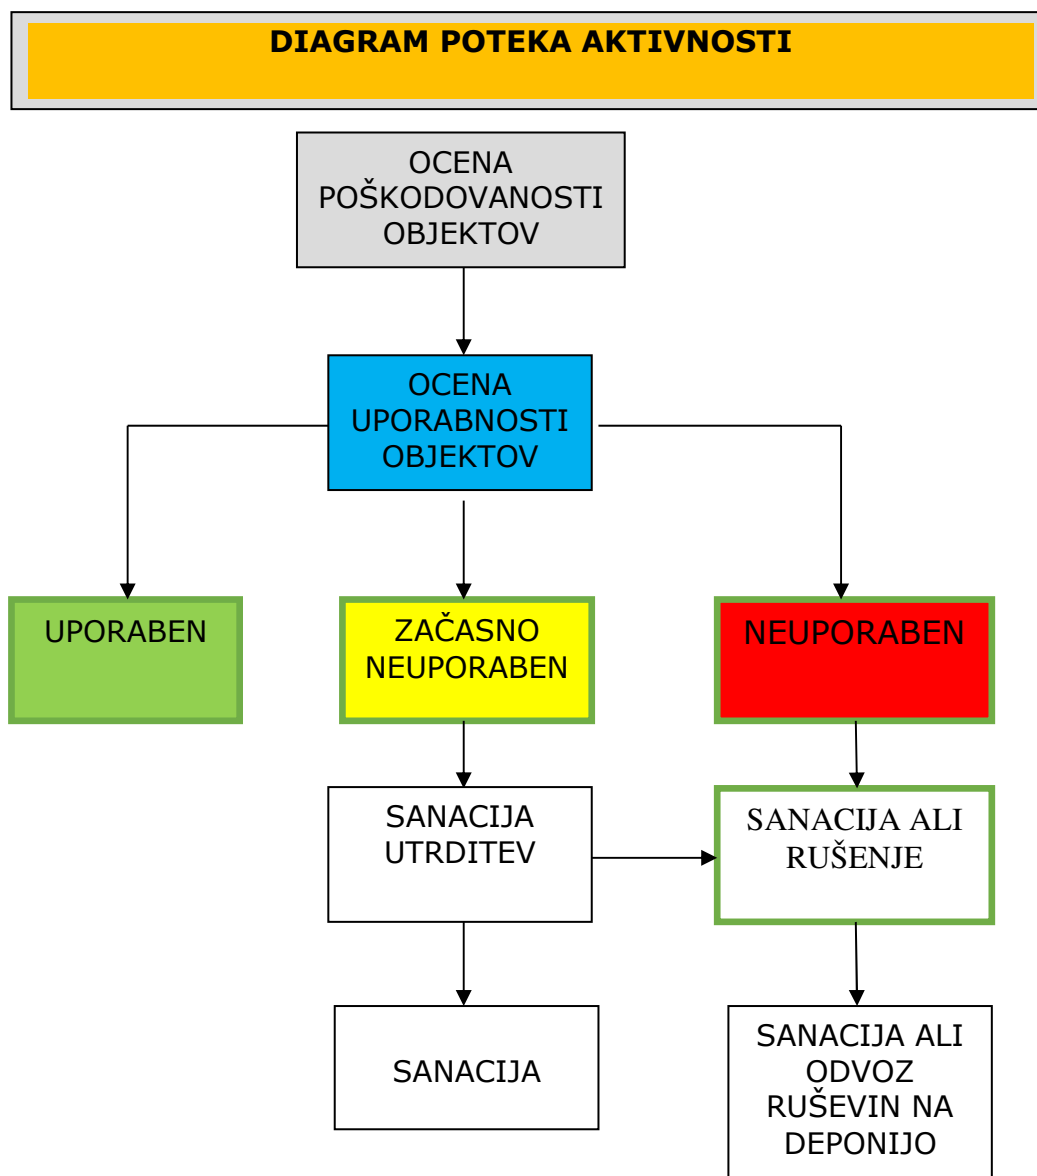 DIAGRAM POTEKA AKTIVNOSTI
OCENA
POŠKODOVANOSTI
OBJEKTOV
OCENA
UPORABNOSTI
OBJEKTOV
UPORABEN
ZAČASNO
NEUPORABEN
NEUPORABEN
SANACIJA
UTRDITEV
SANACIJA ALI
RUŠENJE
SANACIJA
SANACIJA ALI
ODVOZ
RUŠEVIN NA
DEPONIJO